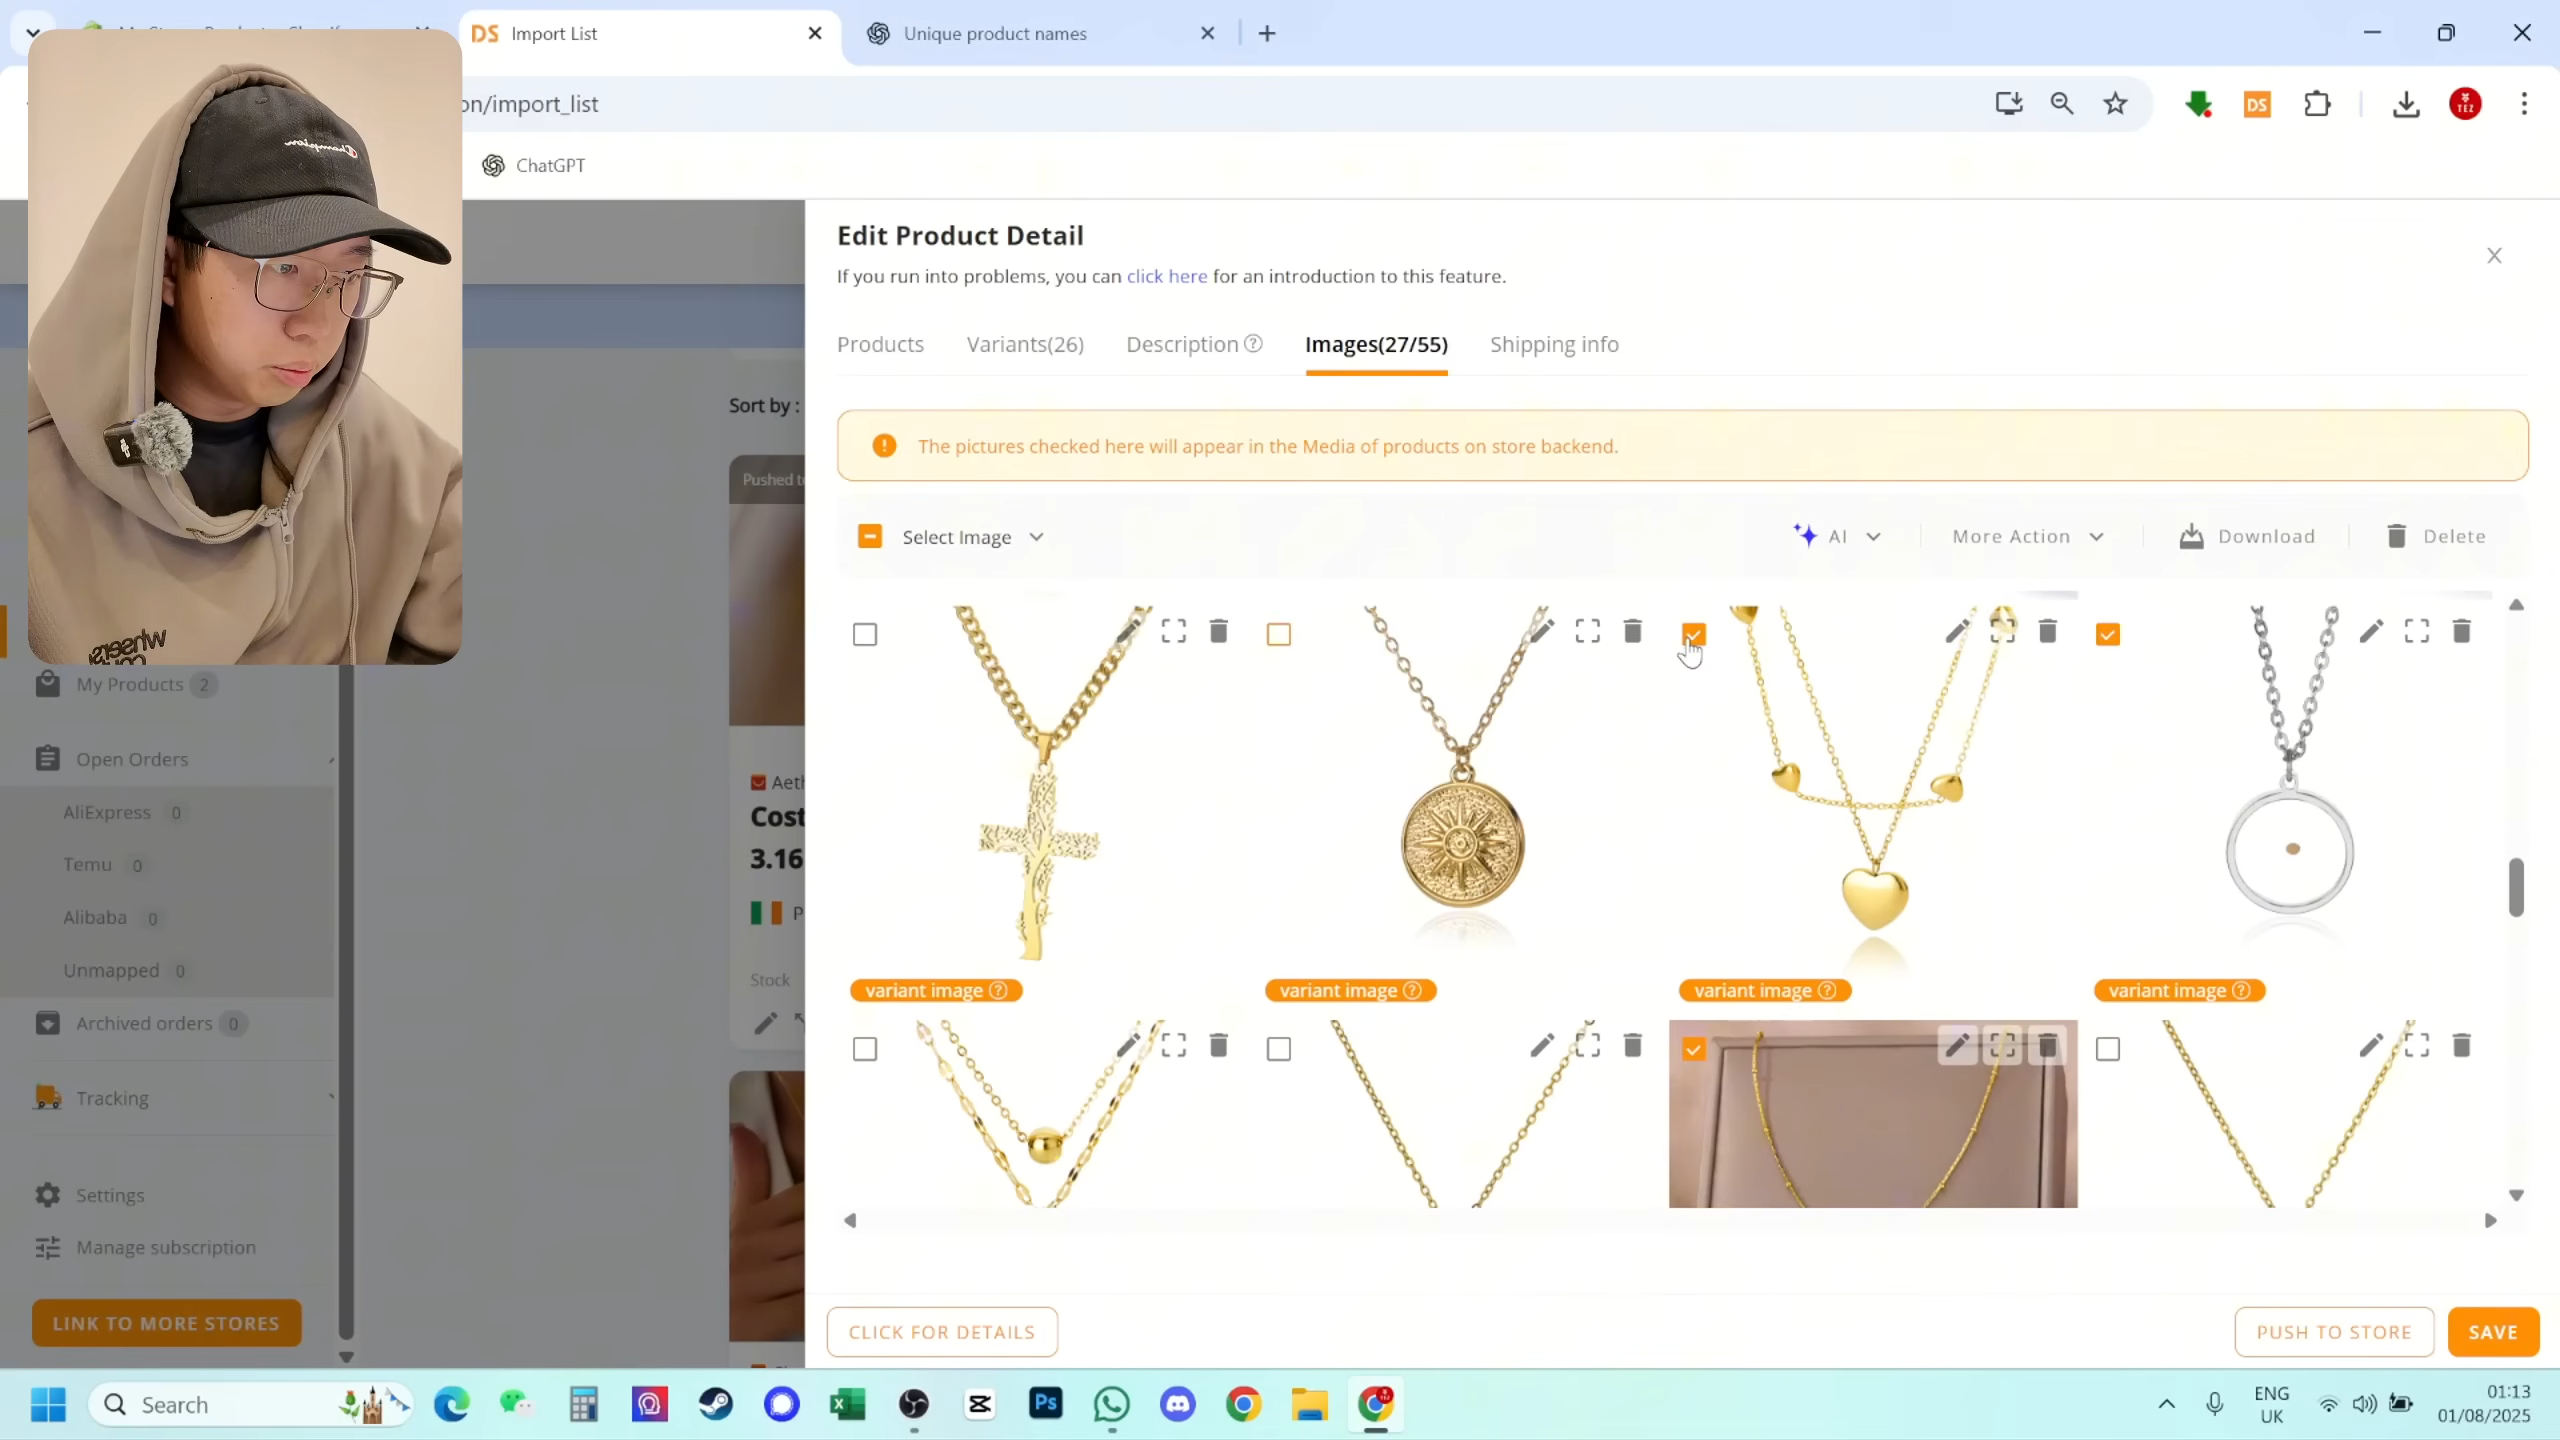 DS Import List
Unique product names
on/import_list
DS
TEZ
ChatGPT
Champion
Edit Product Detail
If you run into problems, you can click here for an introduction to this feature.
Products Variants(26) Description Images(27/55) Shipping info
The pictures checked here will appear in the Media of products on store backend.
Select Image AI More Action Download Delete
Sort by :
Pushed t
Aeth
Cost
3.16
P
Stock
My Products 2
Open Orders
AliExpress 0
Temu 0
Alibaba 0
Unmapped 0
Archived orders 0
Tracking
Settings
Manage subscription
LINK TO MORE STORES
variant image ? variant image ? variant image ? variant image ?
CLICK FOR DETAILS PUSH TO STORE SAVE
Search
Ps
ENG
UK
01:13
01/08/2025